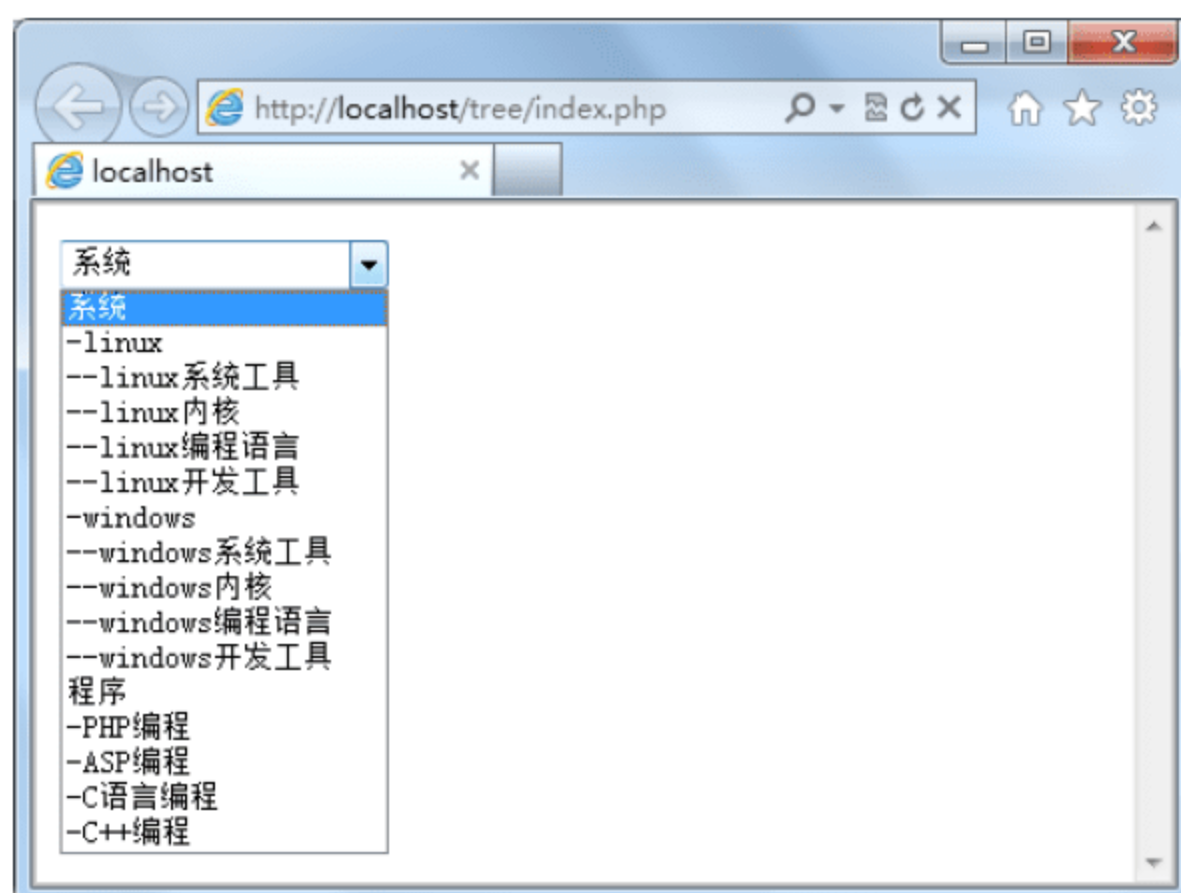 http://localhost/tree/index.php
localhost
系统
系统
-linux
--linux系统工具
--linux内核
--linux编程语言
--linux开发工具
-windows
--windows系统工具
--windows内核
--windows编程语言
--windows开发工具
程序
-PHP编程
-ASP编程
-C语言编程
-C++编程